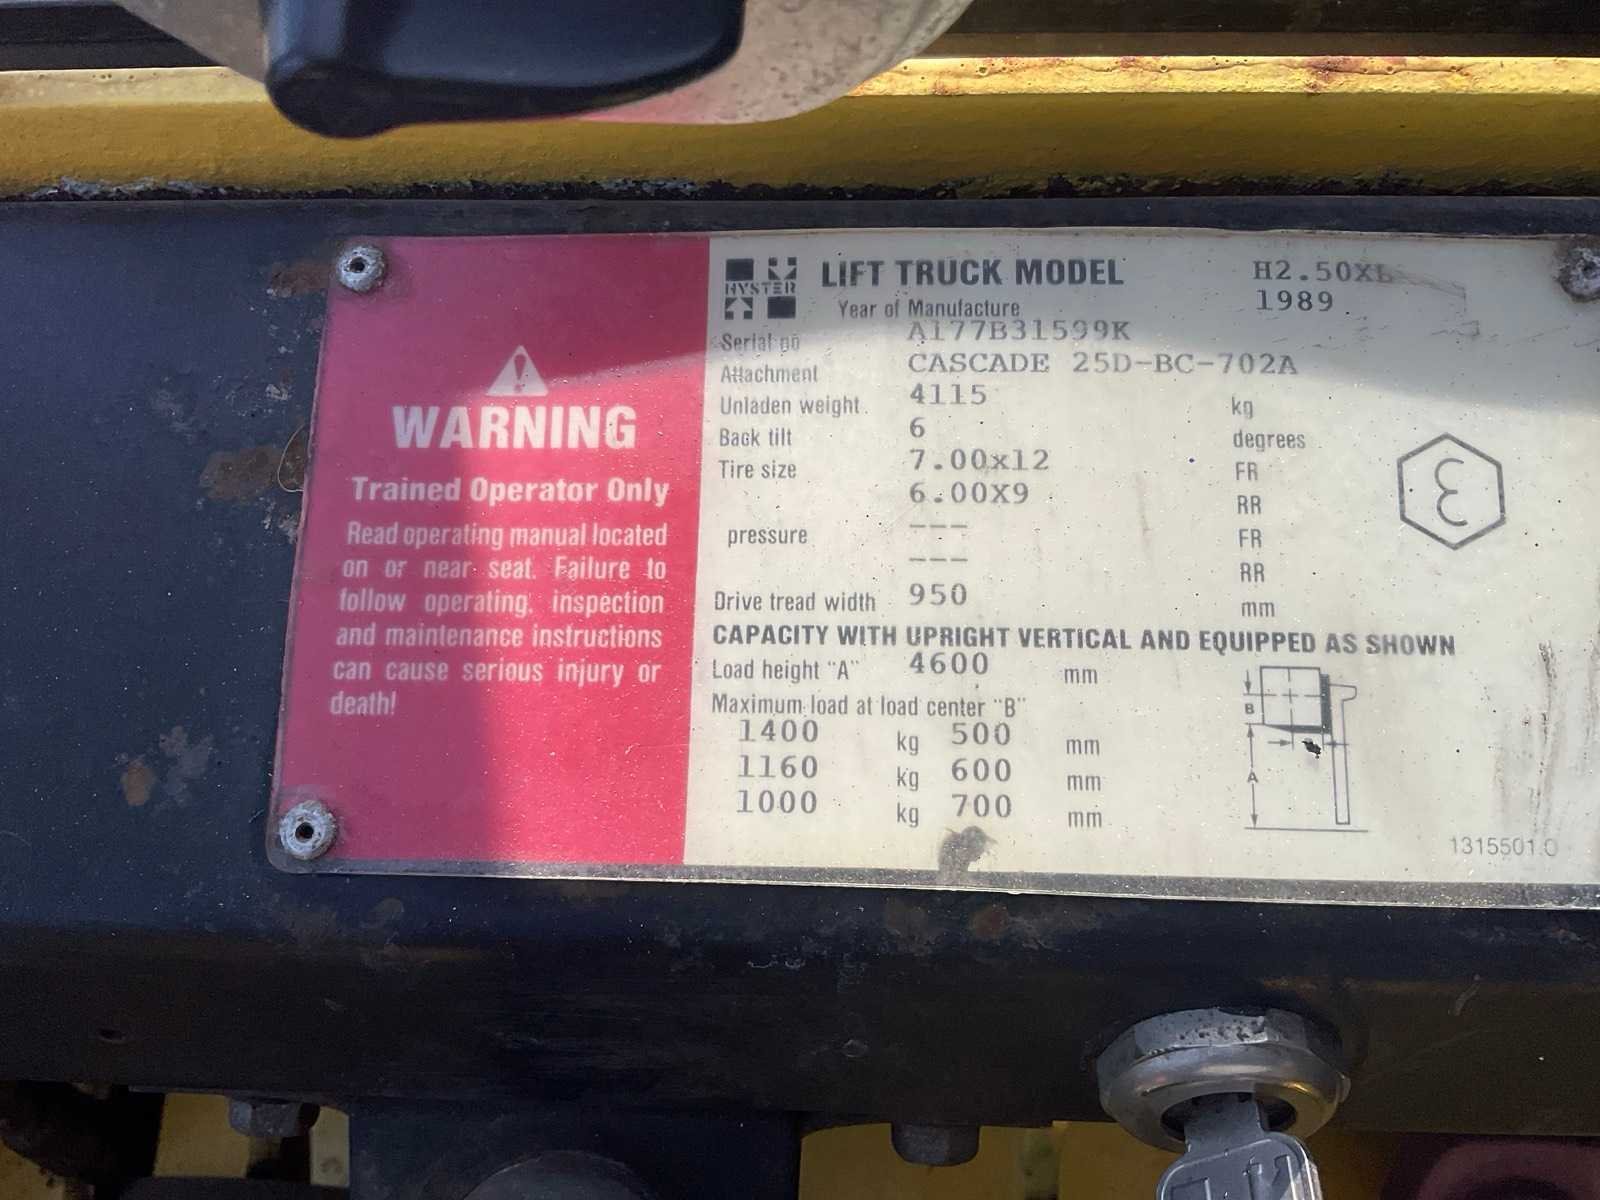 WARNING
Trained Operator Only
Read operating manual located
on or near seat. Failure to
follow operating, inspection
and maintenance instructions
can cause serious injury or
death!
HYSTER
LIFT TRUCK MODEL H2.50XL
Year of Manufacture 1989
Serial no A177B31599K
Attachment CASCADE 25D-BC-702A
Unladen weight 4115 kg
Back tilt 6 degrees
Tire size 7.00x12 FR
6.00X9 RR
pressure --- FR
--- RR
Drive tread width 950 mm
CAPACITY WITH UPRIGHT VERTICAL AND EQUIPPED AS SHOWN
Load height "A" 4600 mm
Maximum load at load center "B"
1400 kg 500 mm
1160 kg 600 mm
1000 kg 700 mm
B
A
1315501.0